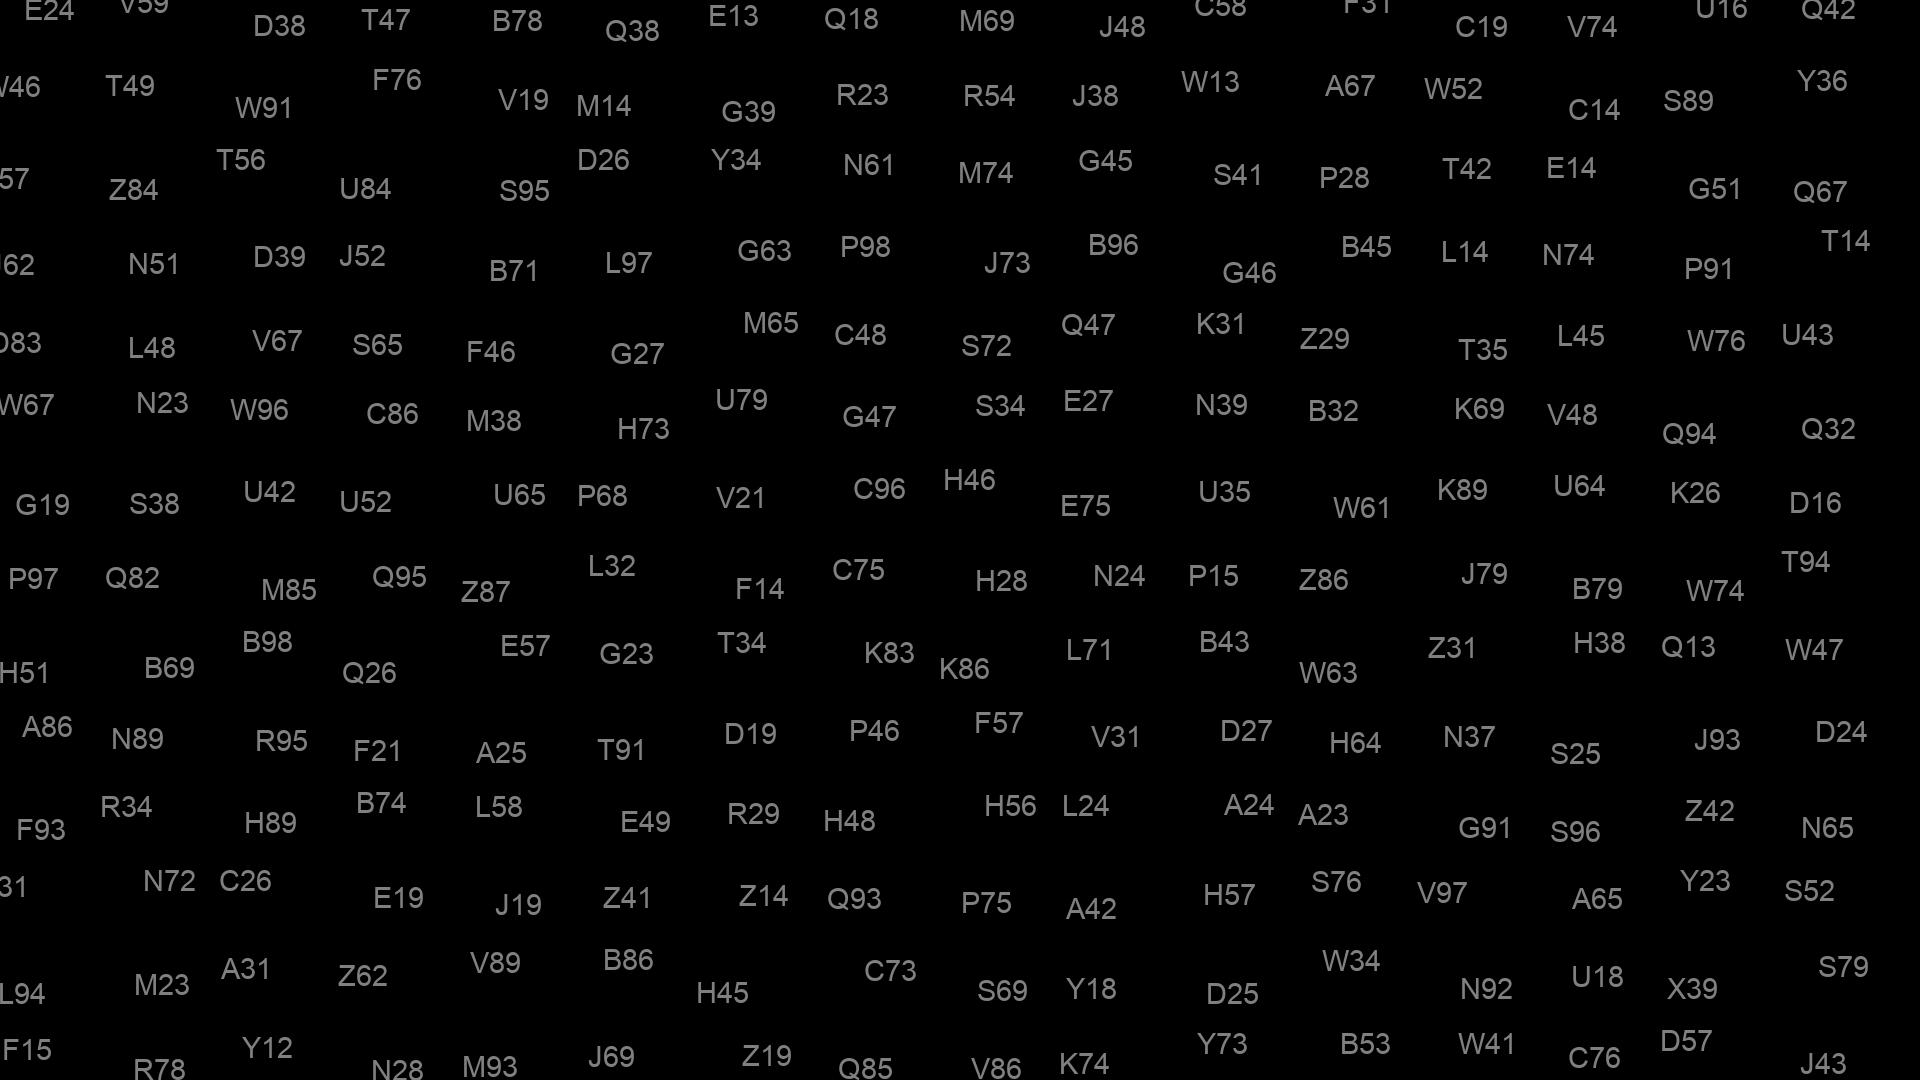 E24 V59 D38 T47 B78 Q38 E13 Q18 M69 J48 C58 F31 C19 V74 U16 Q42
W46 T49 W91 F76 V19 M14 G39 R23 R54 J38 W13 A67 W52 C14 S89 Y36
57 Z84 T56 U84 S95 D26 Y34 N61 M74 G45 S41 P28 T42 E14 G51 Q67
62 N51 D39 J52 B71 L97 G63 P98 J73 B96 G46 B45 L14 N74 P91 T14
83 L48 V67 S65 F46 G27 M65 C48 S72 Q47 K31 Z29 T35 L45 W76 U43
W67 N23 W96 C86 M38 H73 U79 G47 S34 E27 N39 B32 K69 V48 Q94 Q32
G19 S38 U42 U52 U65 P68 V21 C96 H46 E75 U35 W61 K89 U64 K26 D16
P97 Q82 M85 Q95 Z87 L32 F14 C75 H28 N24 P15 Z86 J79 B79 W74 T94
H51 B69 B98 Q26 E57 G23 T34 K83 K86 L71 B43 W63 Z31 H38 Q13 W47
A86 N89 R95 F21 A25 T91 D19 P46 F57 V31 D27 H64 N37 S25 J93 D24
F93 R34 H89 B74 L58 E49 R29 H48 H56 L24 A24 A23 G91 S96 Z42 N65
31 N72 C26 E19 J19 Z41 Z14 Q93 P75 A42 H57 S76 V97 A65 Y23 S52
L94 M23 A31 Z62 V89 B86 H45 C73 S69 Y18 D25 W34 N92 U18 X39 S79
F15 R78 Y12 N28 M93 J69 Z19 Q85 V86 K74 Y73 B53 W41 C76 D57 J43